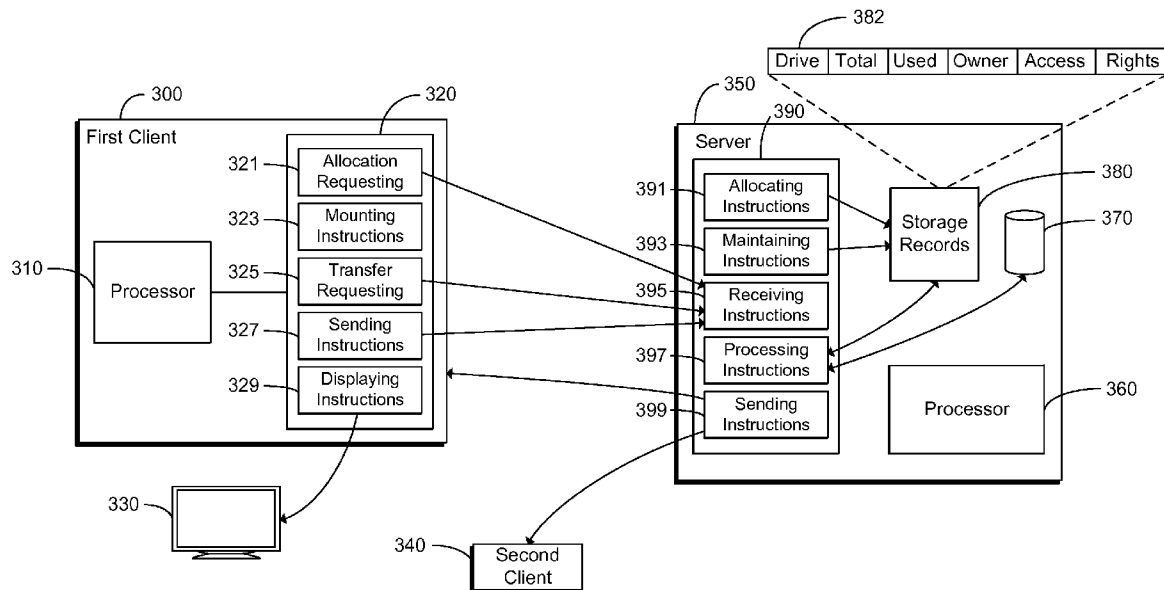 382
Drive Total Used Owner Access Rights
300
First Client
320
321
Allocation
Requesting
323
Mounting
Instructions
325
Transfer
Requesting
327
Sending
Instructions
329
Displaying
Instructions
310
Processor
330
340
Second
Client
350
Server
390
391
Allocating
Instructions
393
Maintaining
Instructions
395
Receiving
Instructions
397
Processing
Instructions
399
Sending
Instructions
380
Storage
Records
370
Processor
360